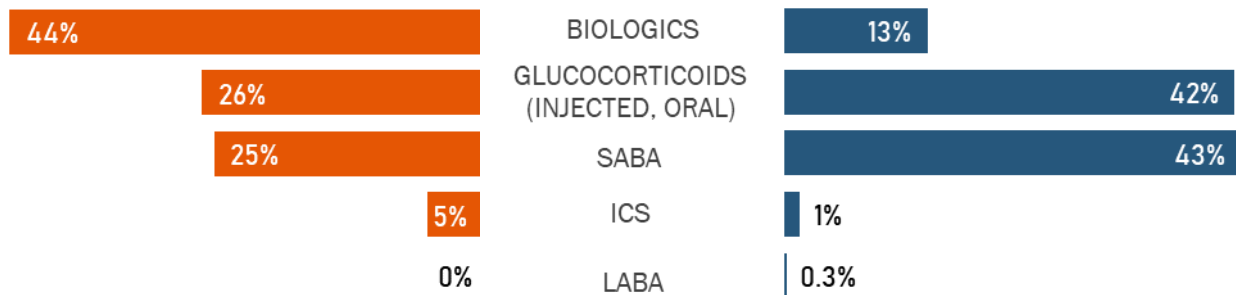 44% BIOLOGICS 13%
GLUCOCORTICOIDS
26% (INJECTED, ORAL) 42%
25% SABA 43%
5% ICS 1%
0% LABA 0.3%